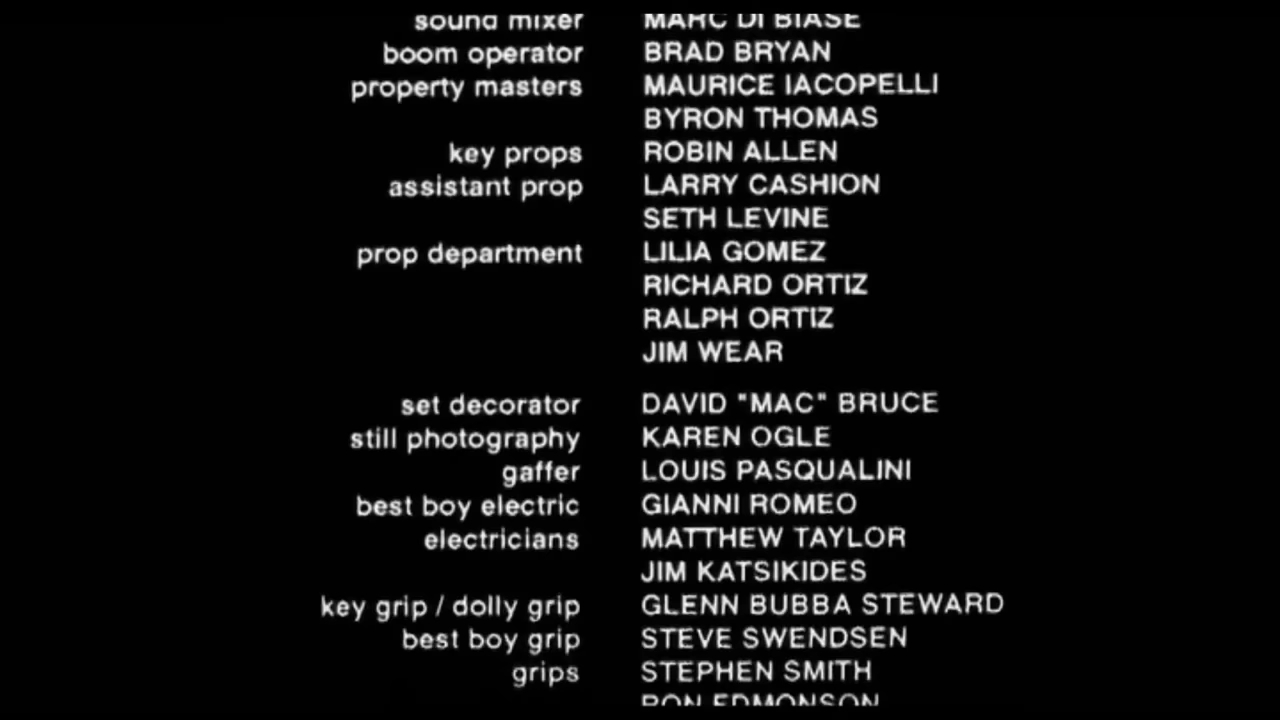 sound mixer MARC DI BIASE
boom operator BRAD BRYAN
property masters MAURICE IACOPELLI
BYRON THOMAS
key props ROBIN ALLEN
assistant prop LARRY CASHION
SETH LEVINE
prop department LILIA GOMEZ
RICHARD ORTIZ
RALPH ORTIZ
JIM WEAR
set decorator DAVID "MAC" BRUCE
still photography KAREN OGLE
gaffer LOUIS PASQUALINI
best boy electric GIANNI ROMEO
electricians MATTHEW TAYLOR
JIM KATSIKIDES
key grip / dolly grip GLENN BUBBA STEWARD
best boy grip STEVE SWENDSEN
grips STEPHEN SMITH
RON EDMONSON